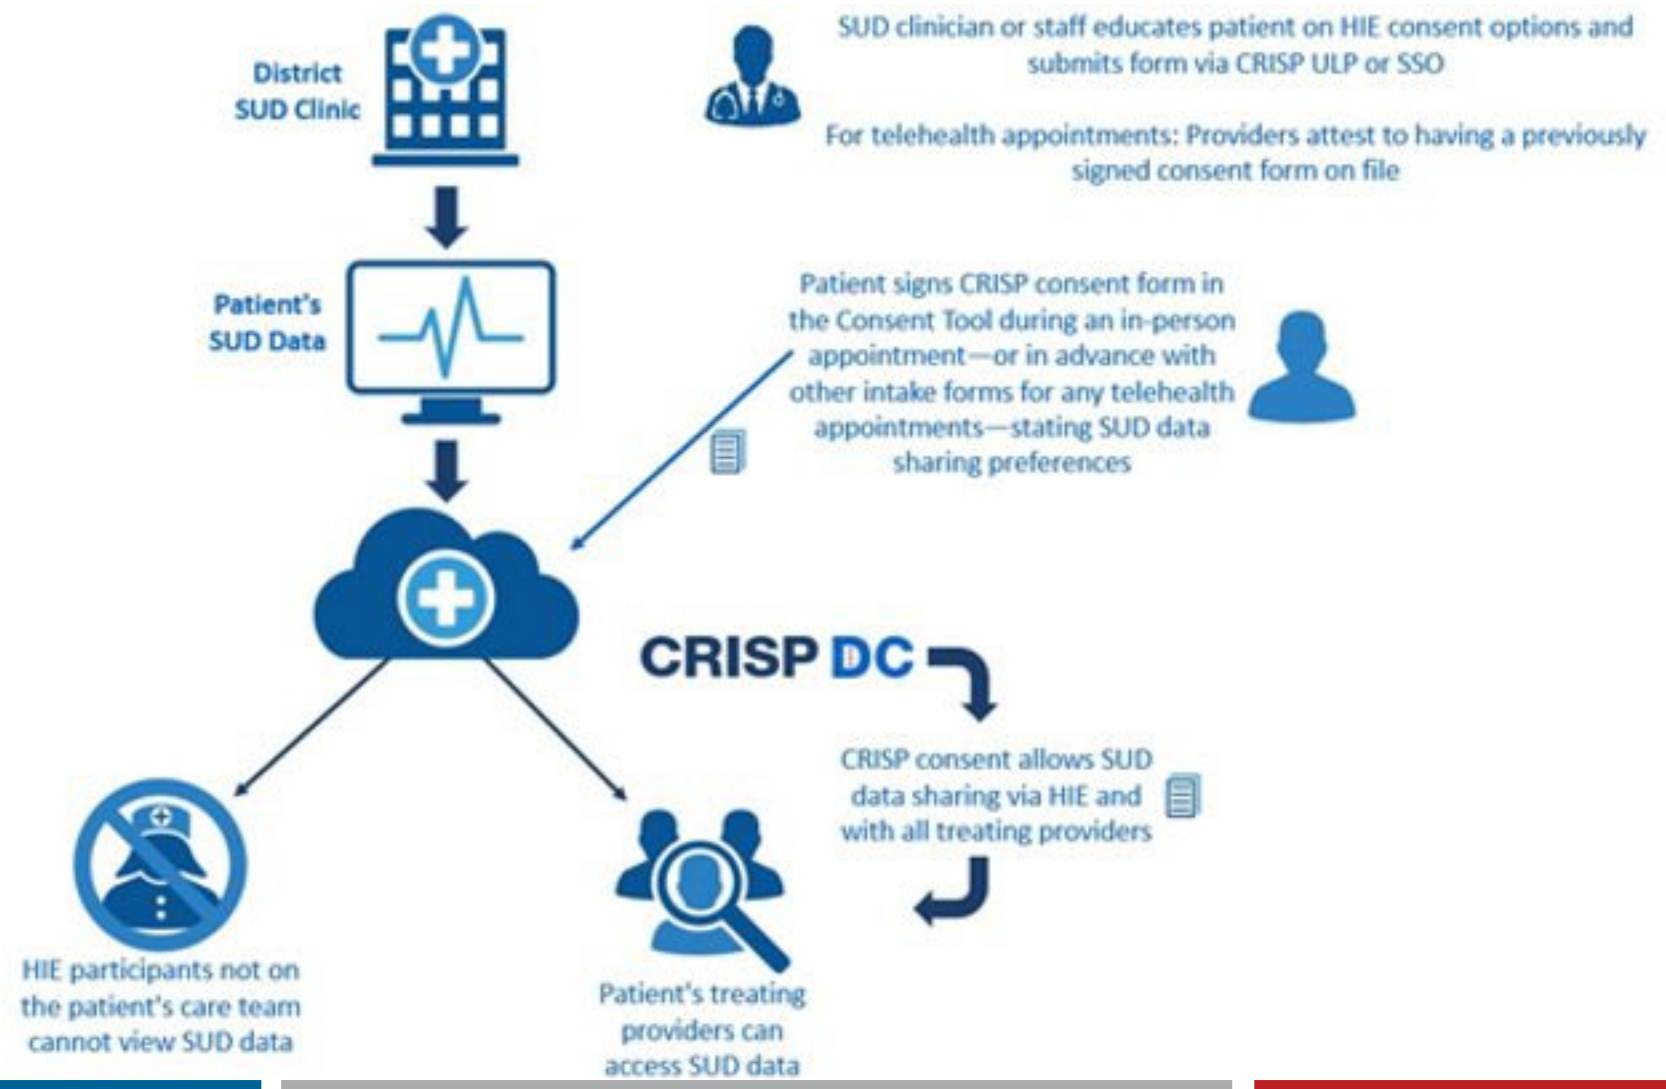 District
SUD Clinic
SUD clinician or staff educates patient on HIE consent options and
submits form via CRISP ULP or SSO
For telehealth appointments: Providers attest to having a previously
signed consent form on file
Patient's
SUD Data
Patient signs CRISP consent form in
the Consent Tool during an in-person
appointment—or in advance with
other intake forms for any telehealth
appointments—stating SUD data
sharing preferences
CRISP DC
CRISP consent allows SUD
data sharing via HIE and
with all treating providers
HIE participants not on
the patient's care team
cannot view SUD data
Patient's treating
providers can
access SUD data